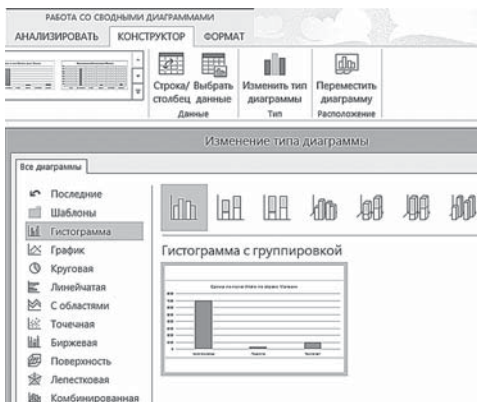 РАБОТА СО СВОДНЫМИ ДИАГРАММАМИ
АНАЛИЗИРОВАТЬ КОНСТРУКТОР ФОРМАТ
Строка/ столбец
Выбрать данные
Изменить тип диаграммы
Переместить диаграмму
Данные Тип Расположение
Изменение типа диаграммы
Все диаграммы
Последние
Шаблоны
Гистограмма
График
Круговая
Линейчатая
С областями
Точечная
Биржевая
Поверхность
Лепестковая
Комбинированная
Гистограмма с группировкой